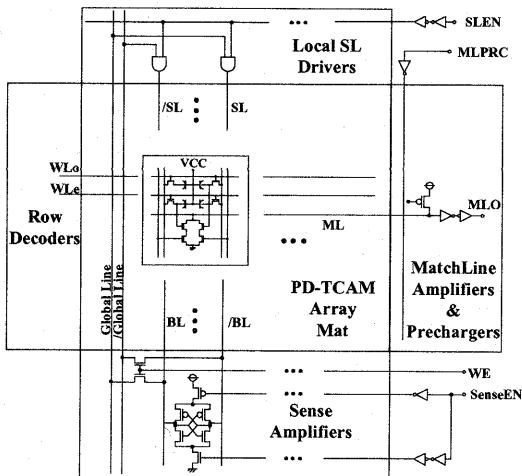 SLEN
Local SL
Drivers
MLPRC
/SL
SL
WLo
WLe
VCC
Row
Decoders
MLO
ML
MatchLine
Amplifiers
&
Prechargers
PD-TCAM
Array
Mat
Global Line
/Global Line
BL
/BL
WE
SenseEN
Sense
Amplifiers